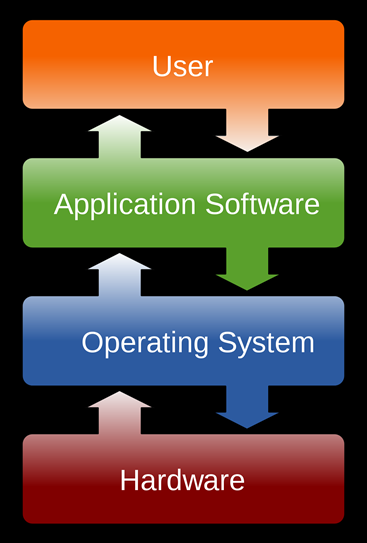 User
Application Software
Operating System
Hardware